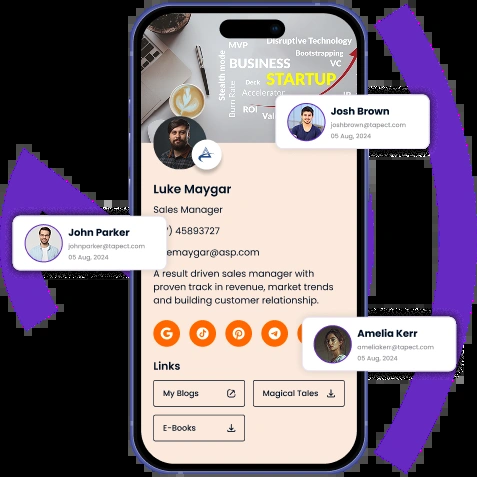 MVP
Disruptive Technology
Bootstrapping
Stealth mode
BUSINESS
VC
Burn Rate
Deck
STARTUP
Accelerator
ROI
Josh Brown
joshbrown@tapect.com
05 Aug, 2024
Luke Maygar
Sales Manager
) 45893727
John Parker
johnparker@tapect.com
05 Aug, 2024
emaygar@asp.com
A result driven sales manager with
proven track in revenue, market trends
and building customer relationship.
Amelia Kerr
ameliakerr@tapect.com
05 Aug, 2024
Links
My Blogs
Magical Tales
E-Books